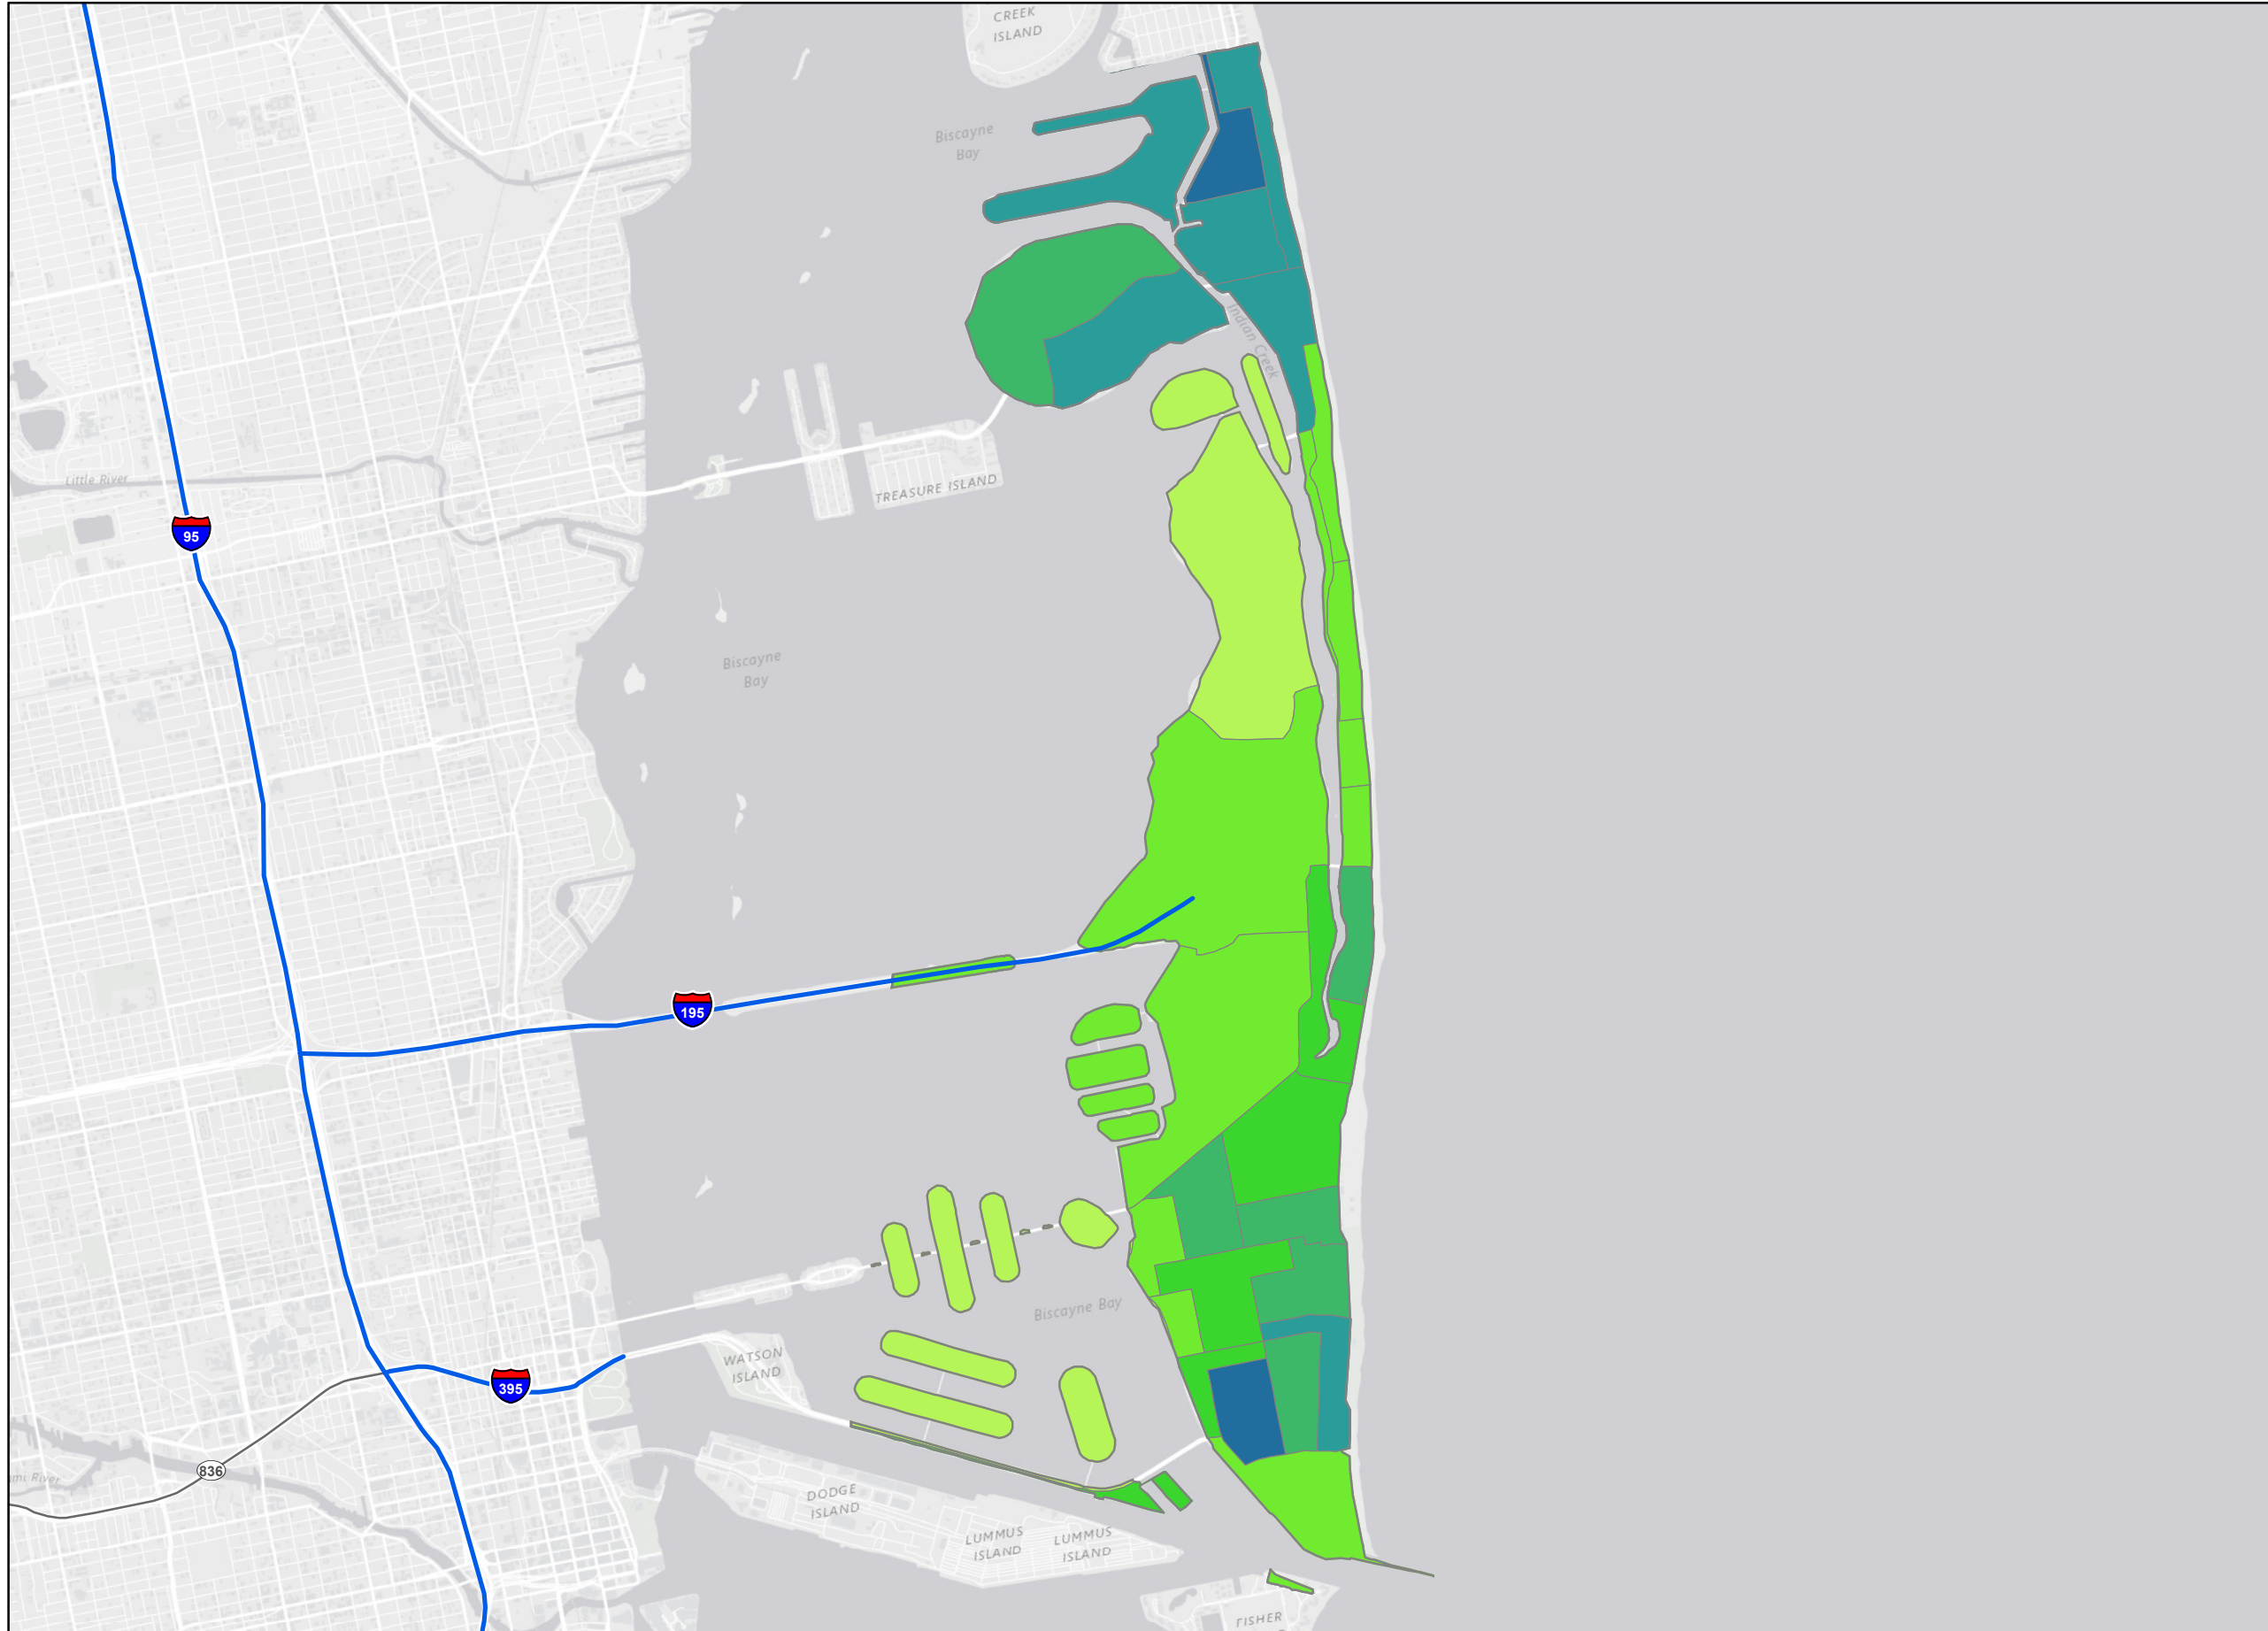 CREEK
ISLAND
Biscayne
Bay
Indian Creek
Little River
TREASURE ISLAND
95
Biscayne
Bay
195
Biscayne Bay
WATSON
ISLAND
395
836
DODGE
ISLAND
LUMMUS
ISLAND
LUMMUS
ISLAND
FISHER